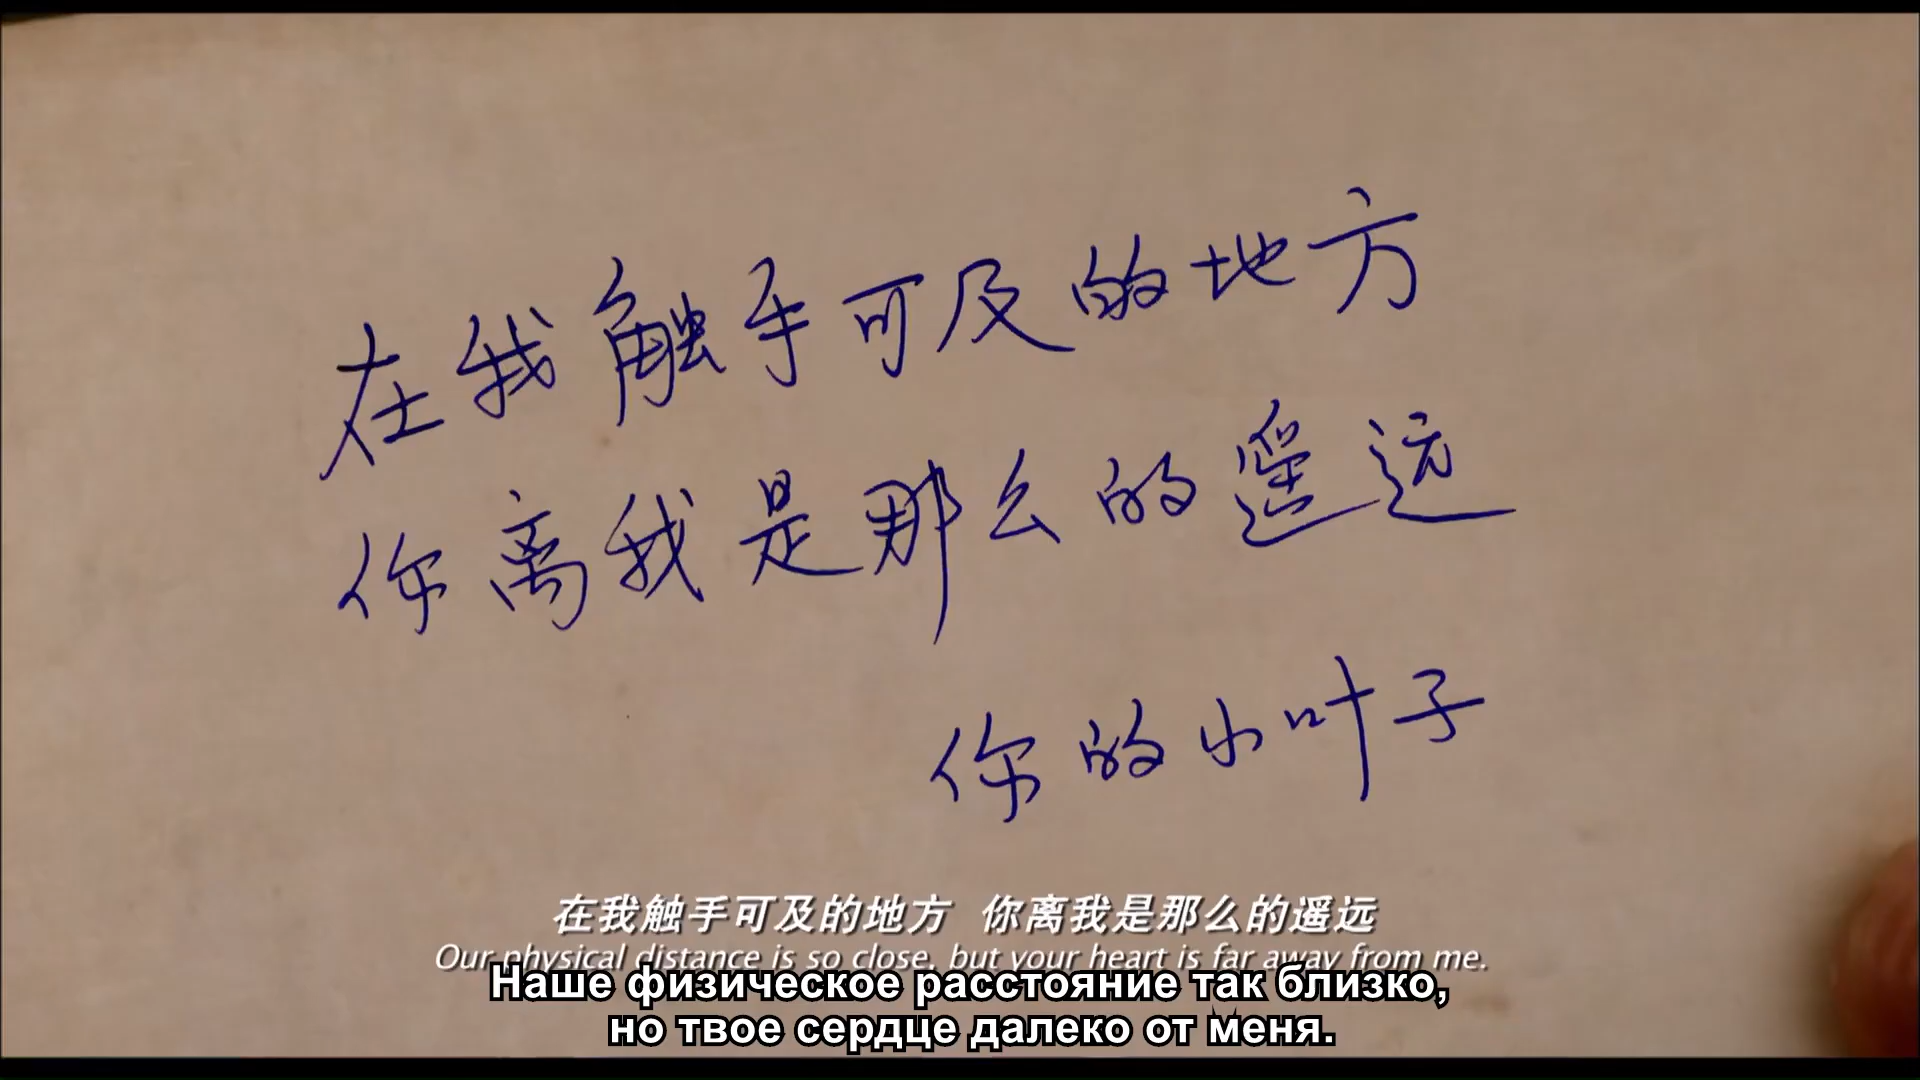 在我触手可及的地方
你离我是那么的遥远
你的小叶子
在我触手可及的地方 你离我是那么的遥远
Our physical distance is so close, but your heart is far away from me.
Наше физическое расстояние так близко,
но твое сердце далеко от меня.